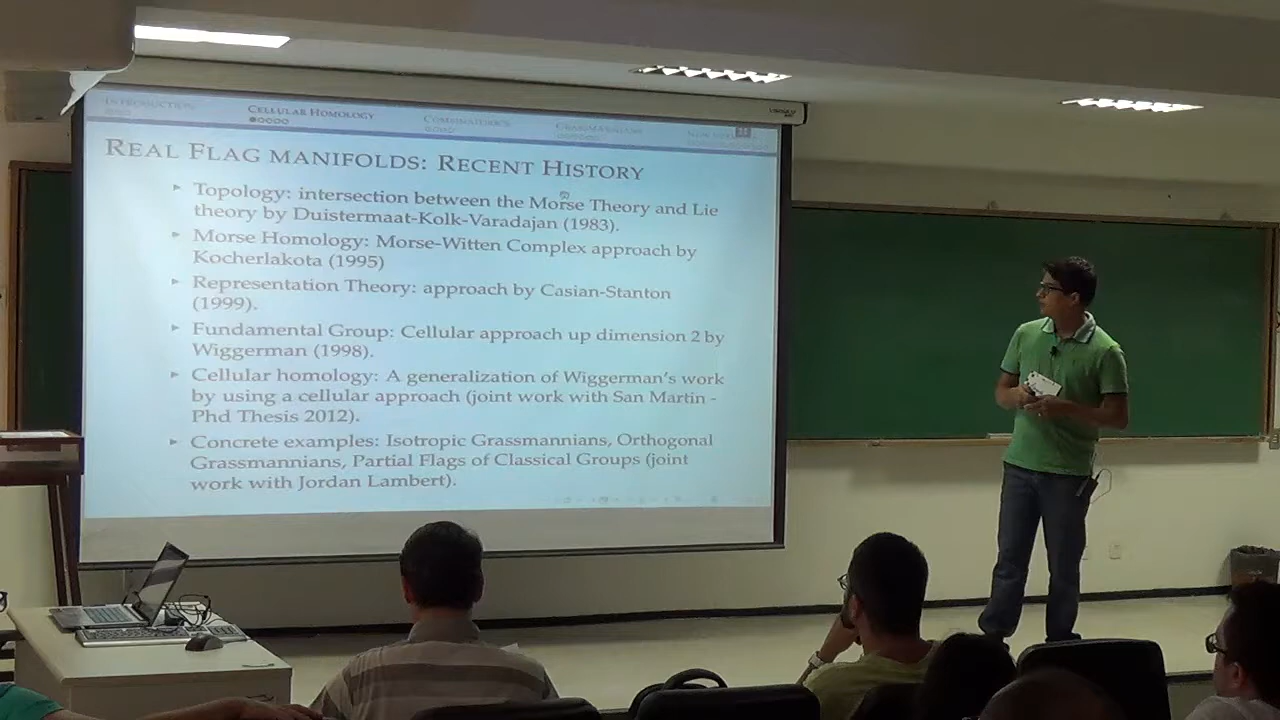 INTRODUCTION
CELLULAR HOMOLOGY
COMBINATORICS
GRASSMANNIANS
REAL FLAG MANIFOLDS: RECENT HISTORY
Topology: intersection between the Morse Theory and Lie
theory by Duistermaat-Kolk-Varadajan (1983).
Morse Homology: Morse-Witten Complex approach by
Kocherlakota (1995)
Representation Theory: approach by Casian-Stanton
(1999).
Fundamental Group: Cellular approach up dimension 2 by
Wiggerman (1998).
Cellular homology: A generalization of Wiggerman's work
by using a cellular approach (joint work with San Martin -
Phd Thesis 2012).
Concrete examples: Isotropic Grassmannians, Orthogonal
Grassmannians, Partial Flags of Classical Groups (joint
work with Jordan Lambert).